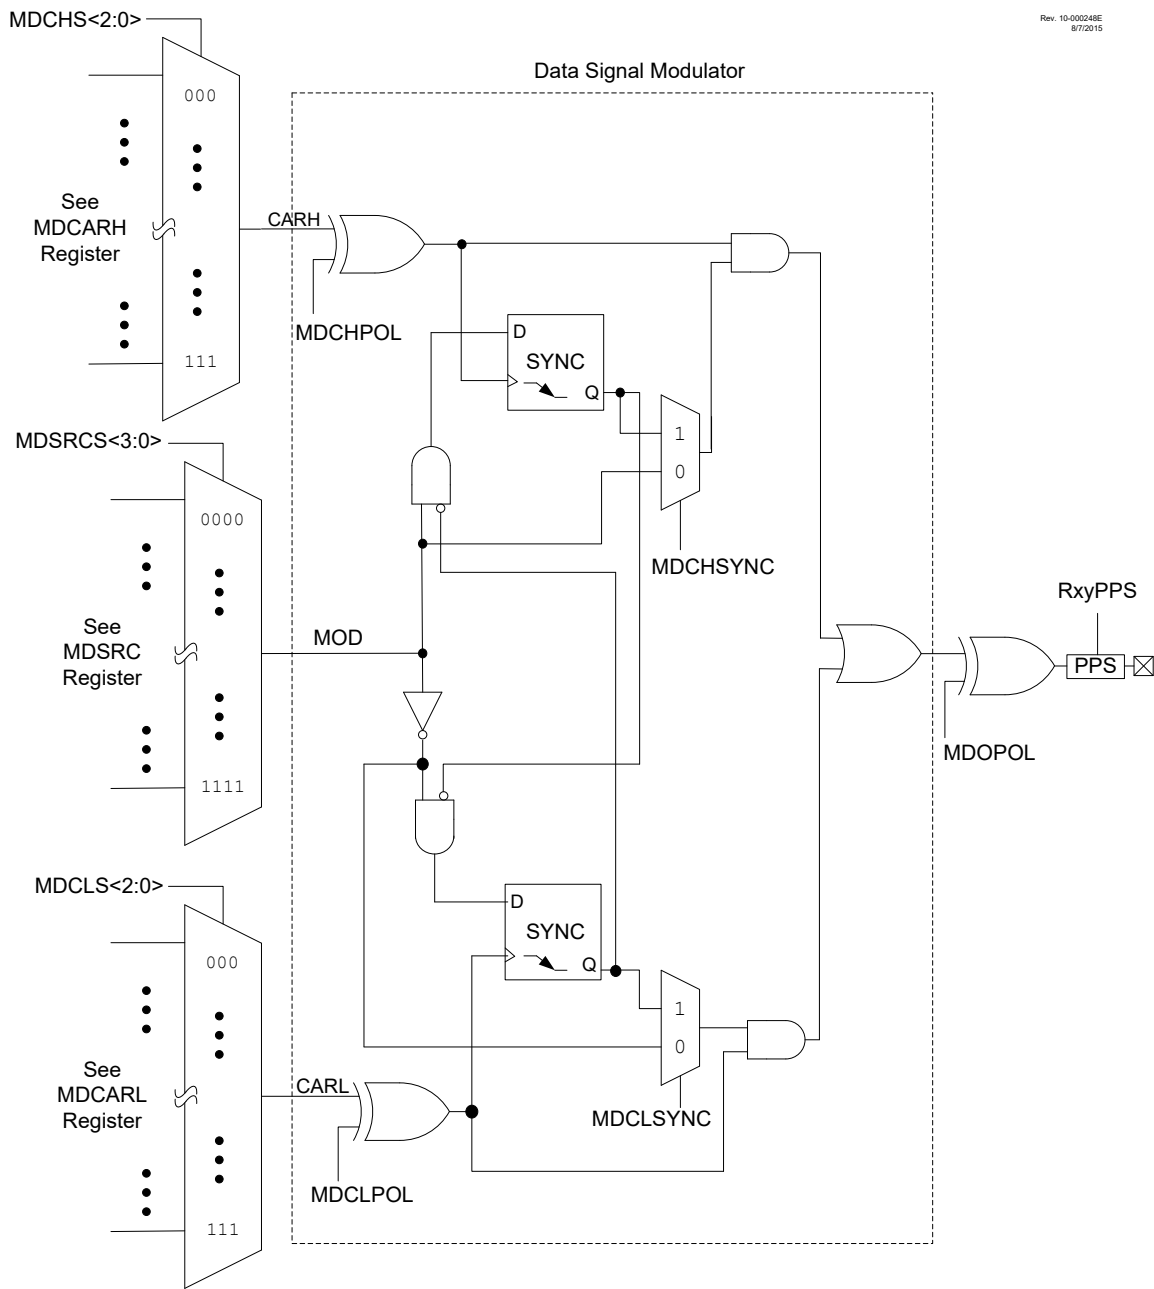 MDCHS<2:0>
Rev. 10-000248E
8/7/2015
Data Signal Modulator
000
See
MDCARH
Register
CARH
MDCHPOL
D
SYNC
Q
111
1
0
MDSRCS<3:0>
0000
MDCHSYNC
RxyPPS
See
MDSRC
Register
MOD
PPS
MDOPOL
1111
MDCLS<2:0>
D
SYNC
Q
000
1
0
See
MDCARL
Register
CARL
MDCLSYNC
MDCLPOL
111